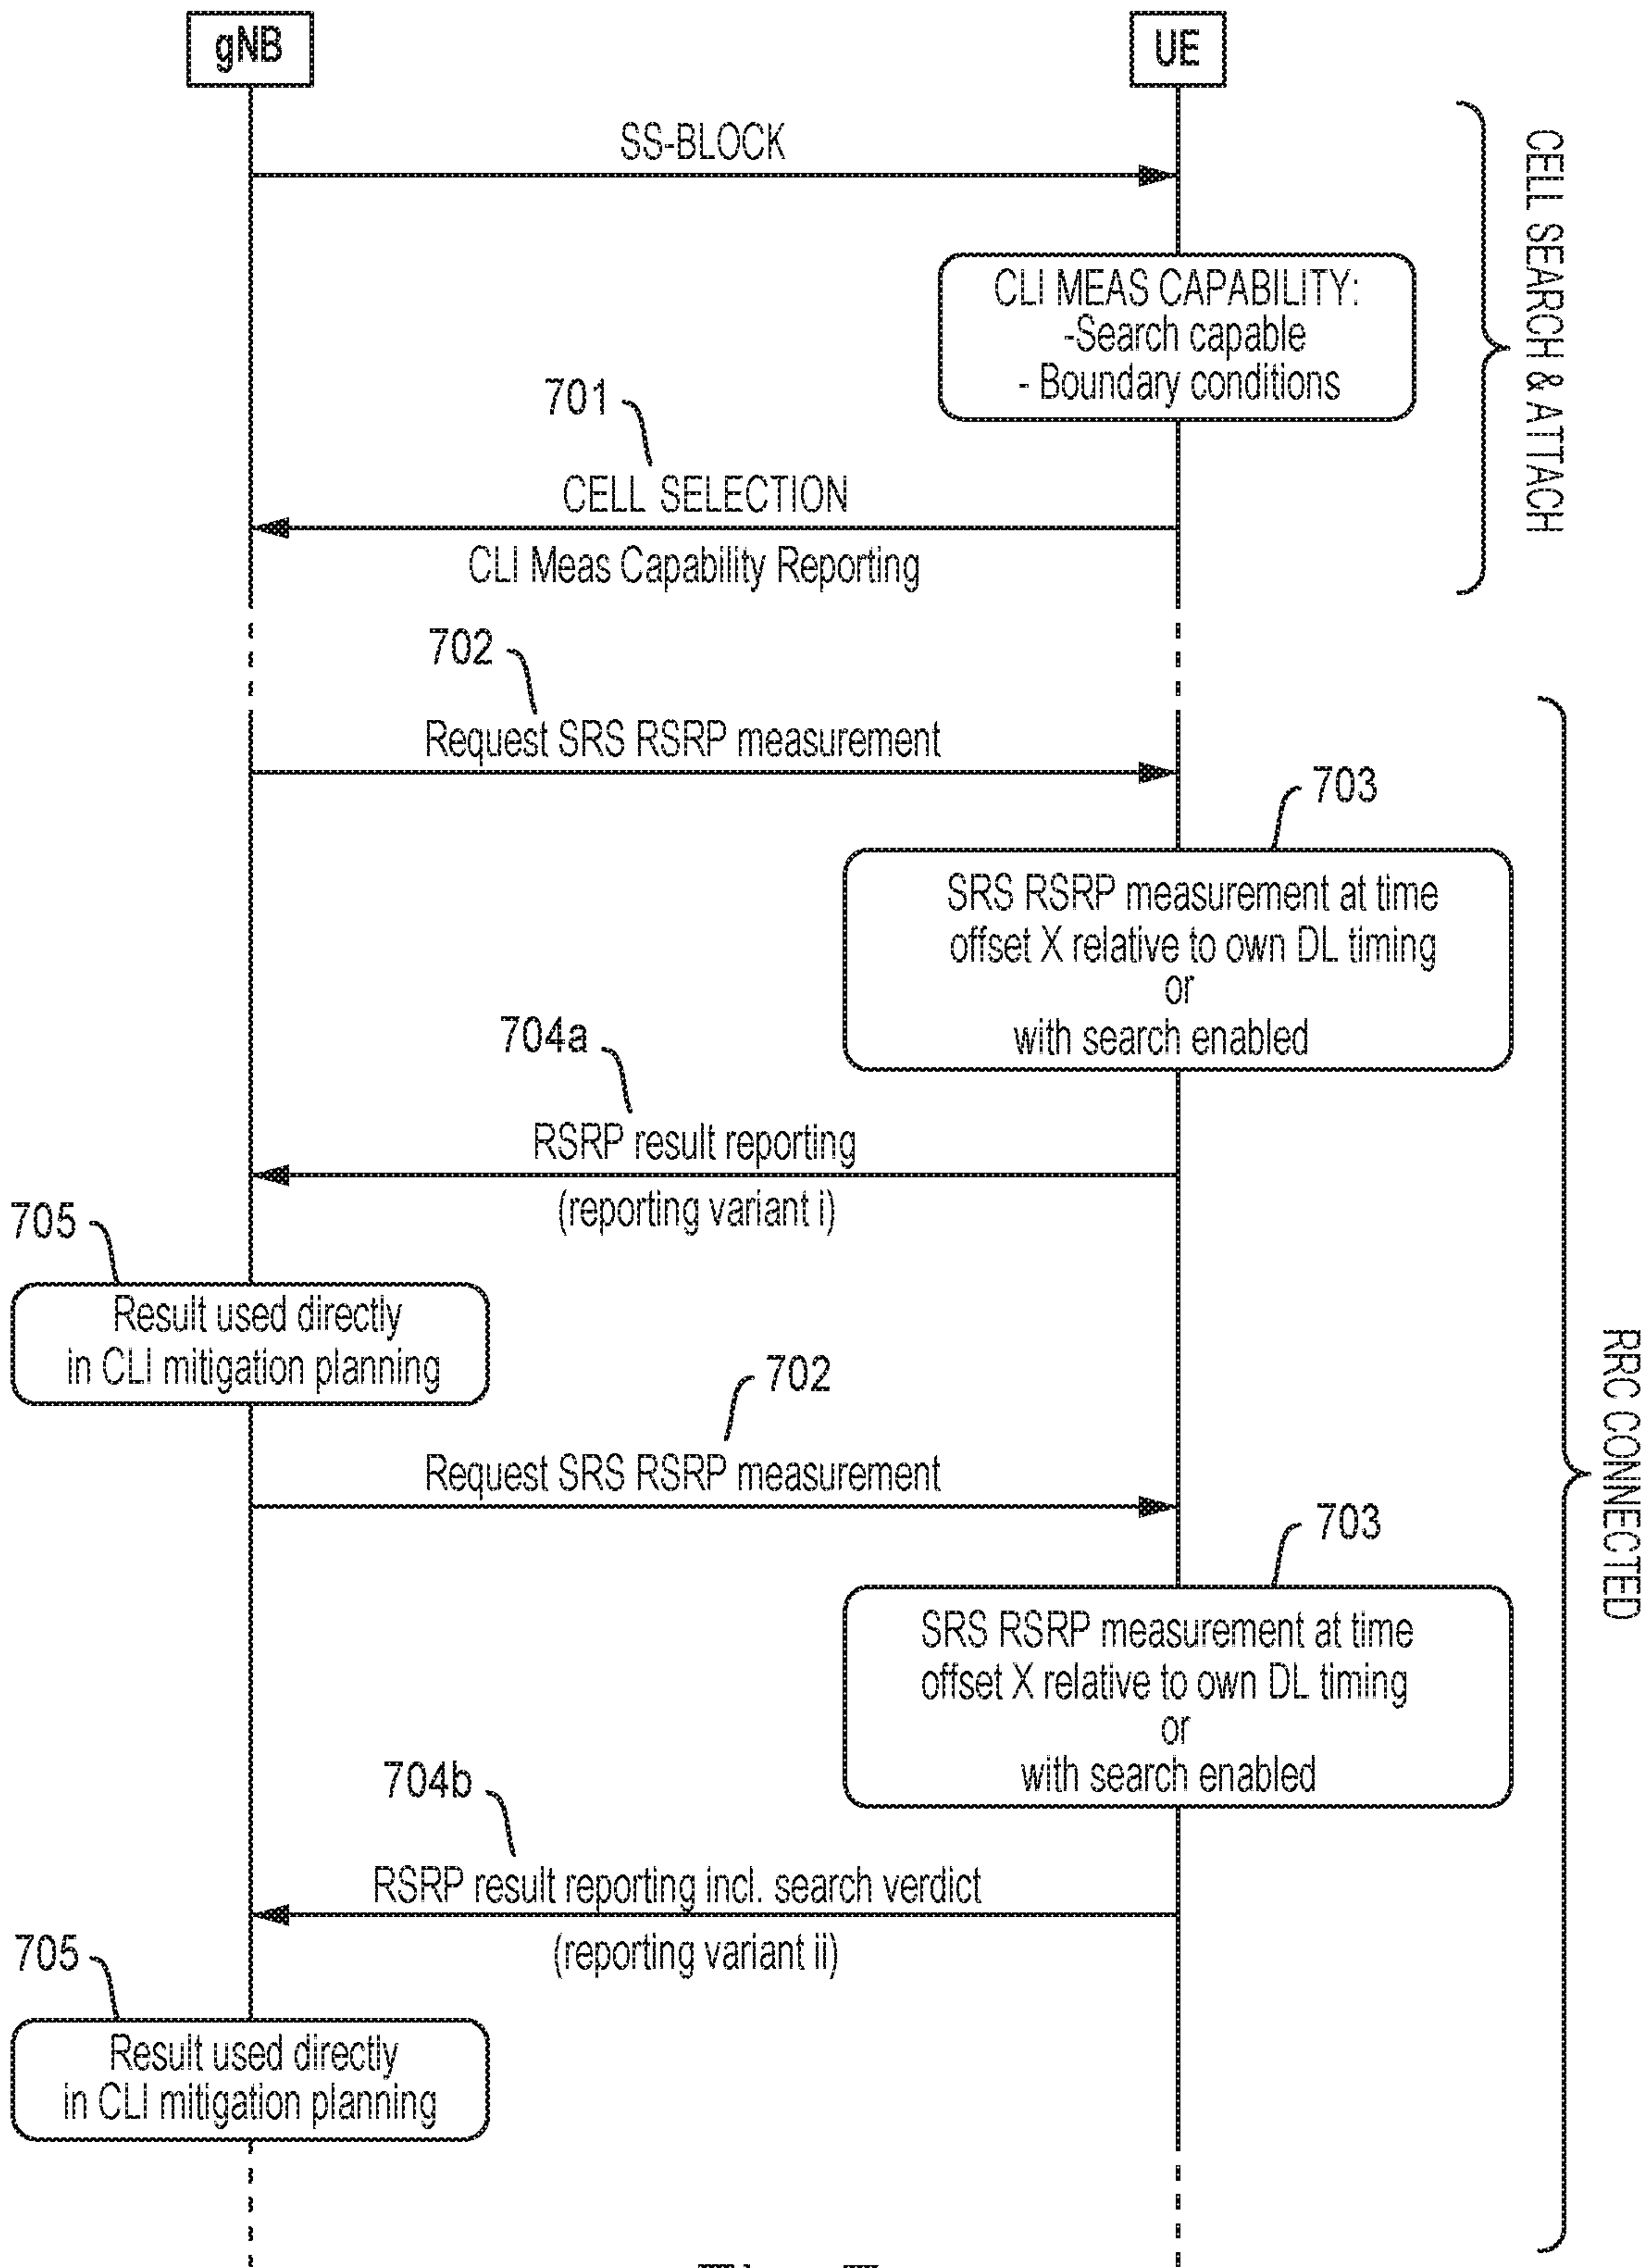 gNB
UE
SS-BLOCK
CLI MEAS CAPABILITY:
-Search capable
- Boundary conditions
CELL SEARCH & ATTACH
701
CELL SELECTION
CLI Meas Capability Reporting
702
Request SRS RSRP measurement
703
SRS RSRP measurement at time
offset X relative to own DL timing
or
with search enabled
704a
RSRP result reporting
(reporting variant i)
705
Result used directly
in CLI mitigation planning
RRC CONNECTED
702
Request SRS RSRP measurement
703
SRS RSRP measurement at time
offset X relative to own DL timing
or
with search enabled
704b
RSRP result reporting incl. search verdict
(reporting variant ii)
705
Result used directly
in CLI mitigation planning